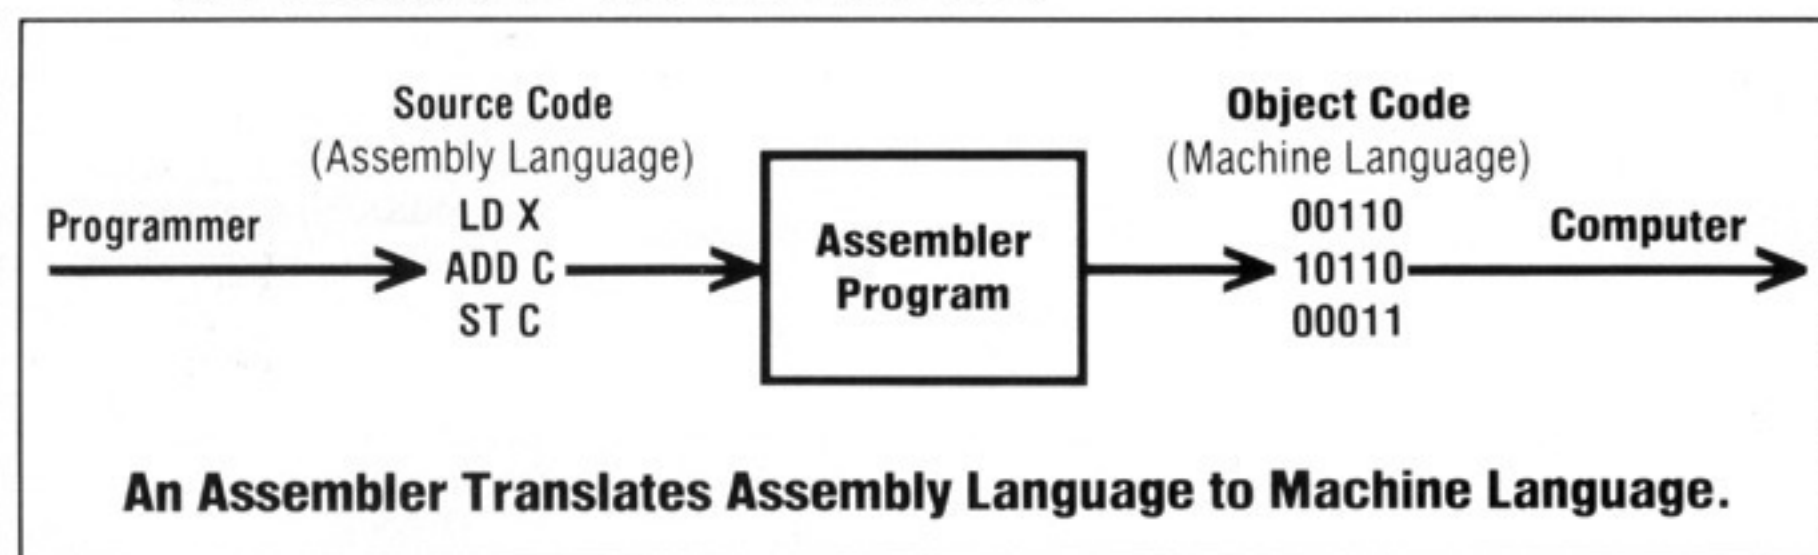 Source Code
(Assembly Language)
Programmer
LD X
ADD C
ST C
Assembler
Program
Object Code
(Machine Language)
00110
10110
00011
Computer
An Assembler Translates Assembly Language to Machine Language.